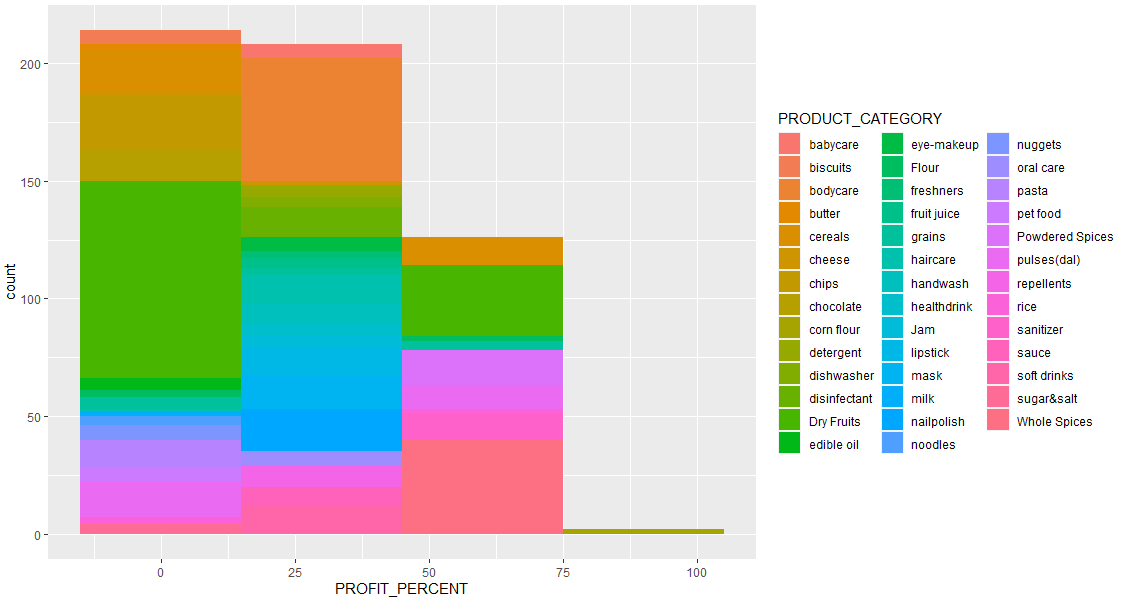 PRODUCT_CATEGORY
babycare
biscuits
bodycare
butter
cereals
cheese
chips
chocolate
corn flour
detergent
dishwasher
disinfectant
Dry Fruits
edible oil
eye-makeup
Flour
freshners
fruit juice
grains
haircare
handwash
healthdrink
Jam
lipstick
mask
milk
nailpolish
noodles
nuggets
oral care
pasta
pet food
Powdered Spices
pulses(dal)
repellents
rice
sanitizer
sauce
soft drinks
sugar&salt
Whole Spices
count
200
150
100
50
0
0 25 50 75 100
PROFIT_PERCENT